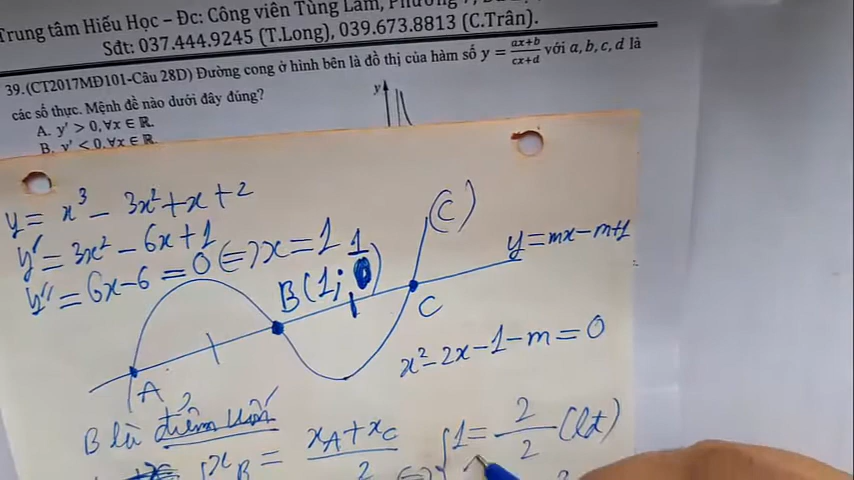 Trung tâm Hiếu Học – Đc: Công viên Tùng Lâm,
Sđt: 037.444.9245 (T.Long), 039.673.8813 (C.Trân).
39.(CT2017MĐ101-Câu 28D) Đường cong ở hình bên là đồ thị của hàm số y = (ax+b)/(cx+d) với a, b, c, d là
các số thực. Mệnh đề nào dưới đây đúng?
A. y' > 0, ∀x ∈ ℝ.
B. y' < 0, ∀x ∈ ℝ.
y
y = x³ – 3x² + x + 2
y' = 3x² – 6x + 1
y'' = 6x – 6 = 0 ⇔ x = 1
(C)
y = mx – m + 1
1
B(1; )
C
A
x² – 2x – 1 – m = 0
B là điểm uốn
x_B = (x_A + x_C)/2
⇔ { 1 = 2/2 (lđ)
2